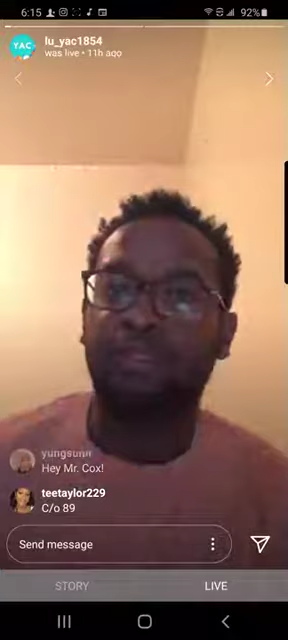 6:15
92%
YAC
lu_yac1854
was live • 11h ago
yungsunn
Hey Mr. Cox!
teetaylor229
C/o 89
Send message
STORY
LIVE